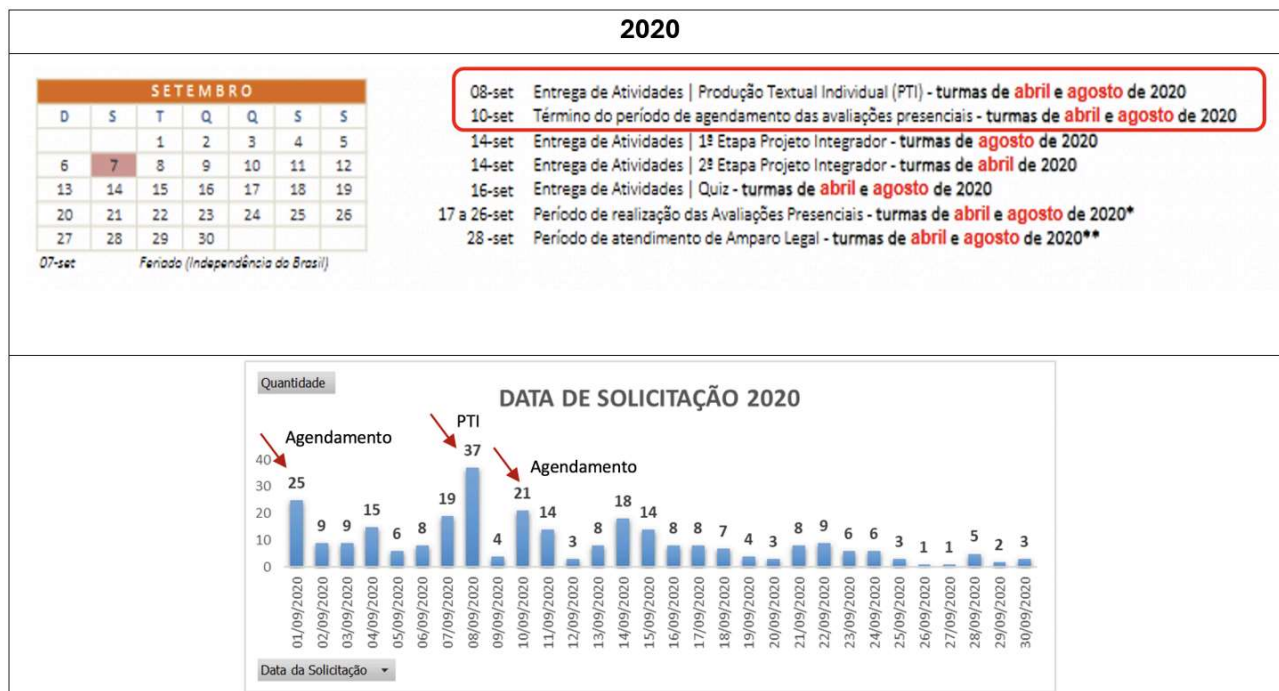 2020
SETEMBRO
D S T Q Q S S
1 2 3 4 5
6 7 8 9 10 11 12
13 14 15 16 17 18 19
20 21 22 23 24 25 26
27 28 29 30
07-set Feriado (Independência do Brasil)
08-set Entrega de Atividades | Produção Textual Individual (PTI) - turmas de abril e agosto de 2020
10-set Término do período de agendamento das avaliações presenciais - turmas de abril e agosto de 2020
14-set Entrega de Atividades | 1ª Etapa Projeto Integrador - turmas de agosto de 2020
14-set Entrega de Atividades | 2ª Etapa Projeto Integrador - turmas de abril de 2020
16-set Entrega de Atividades | Quiz - turmas de abril e agosto de 2020
17 a 26-set Período de realização das Avaliações Presenciais - turmas de abril e agosto de 2020*
28 -set Período de atendimento de Amparo Legal - turmas de abril e agosto de 2020**
Quantidade
DATA DE SOLICITAÇÃO 2020
Agendamento
PTI
Agendamento
40
30
20
10
0
25 9 9 15 6 8 19 37 4 21 14 3 8 18 14 8 8 7 4 3 8 9 6 6 3 1 1 5 2 3
01/09/2020
02/09/2020
03/09/2020
04/09/2020
05/09/2020
06/09/2020
07/09/2020
08/09/2020
09/09/2020
10/09/2020
11/09/2020
12/09/2020
13/09/2020
14/09/2020
15/09/2020
16/09/2020
17/09/2020
18/09/2020
19/09/2020
20/09/2020
21/09/2020
22/09/2020
23/09/2020
24/09/2020
25/09/2020
26/09/2020
27/09/2020
28/09/2020
29/09/2020
30/09/2020
Data da Solicitação